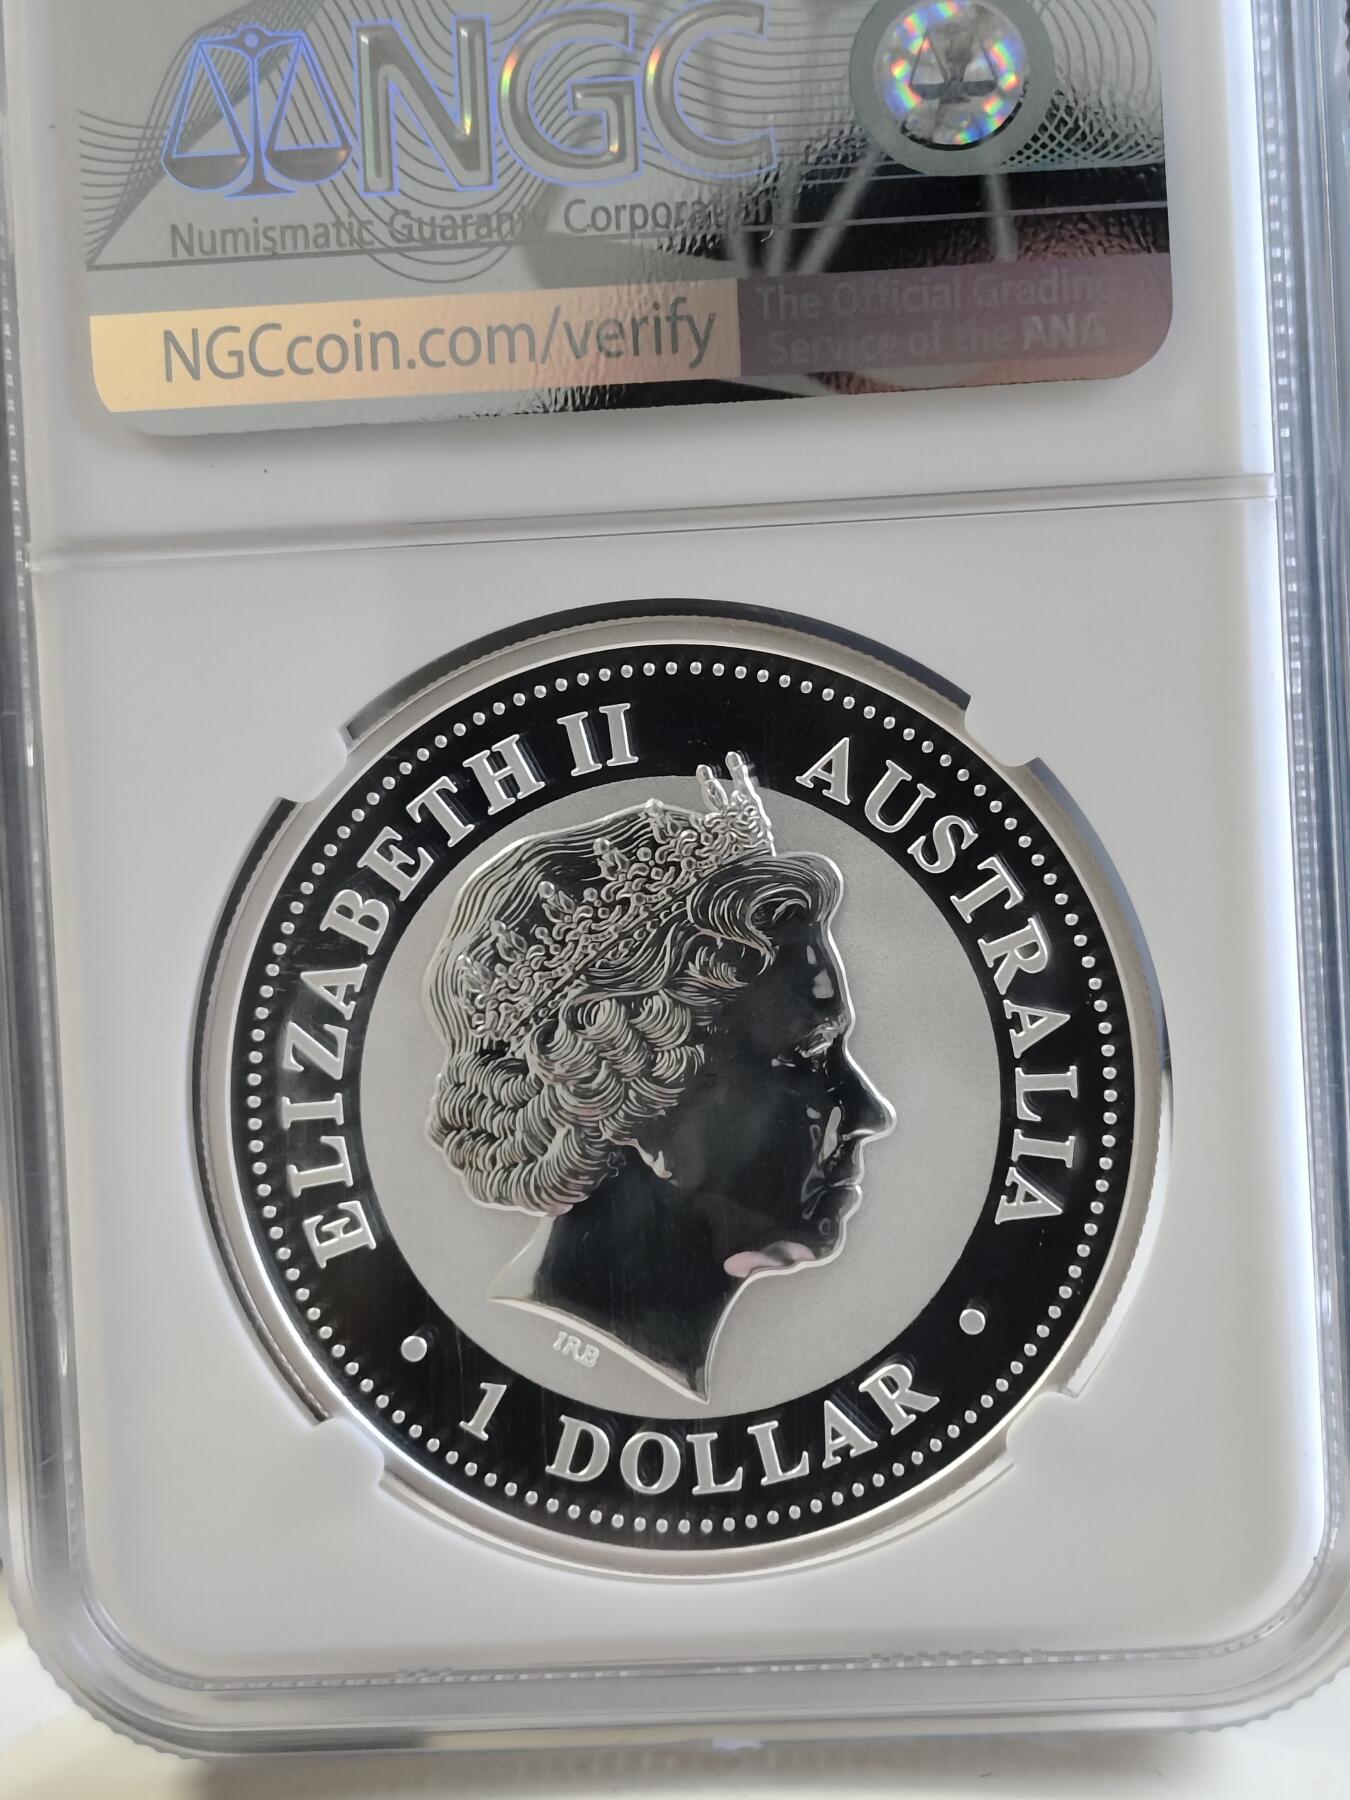 NGC
Numismatic Guaranty Corporation
NGCcoin.com/verify
The Official Grading
Service of the ANA
ELIZABETH II
AUSTRALIA
IRB
1 DOLLAR